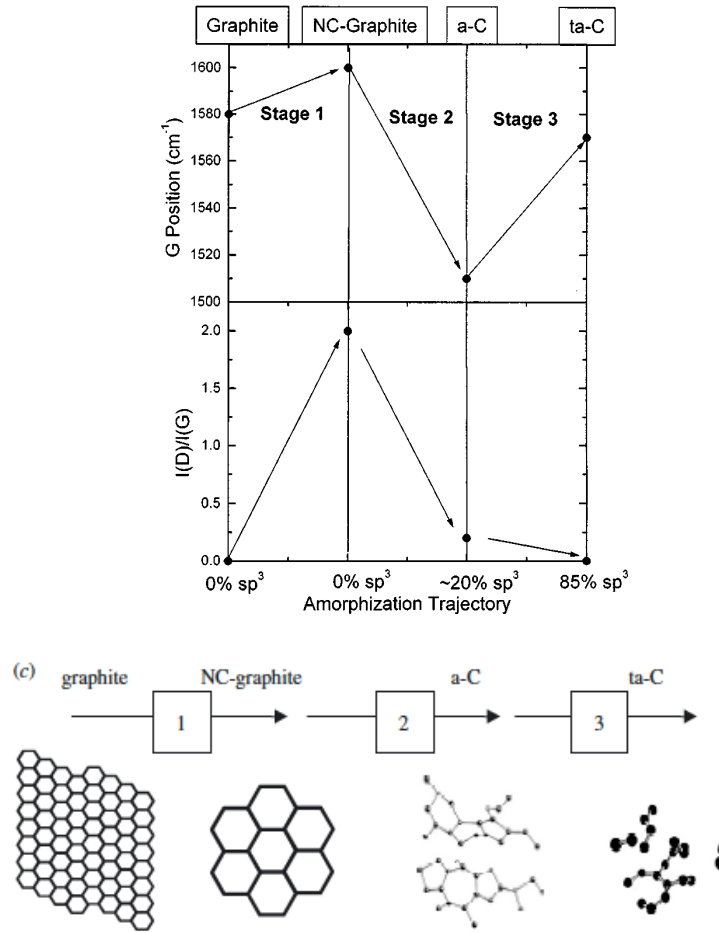 Graphite NC-Graphite a-C ta-C
1600
1580
1560
1540
1520
1500
G Position (cm⁻¹)
Stage 1 Stage 2 Stage 3
2.0
1.5
1.0
0.5
0.0
I(D)/I(G)
0% sp³ 0% sp³ ~20% sp³ 85% sp³
Amorphization Trajectory
(c) graphite NC-graphite a-C ta-C
1 2 3